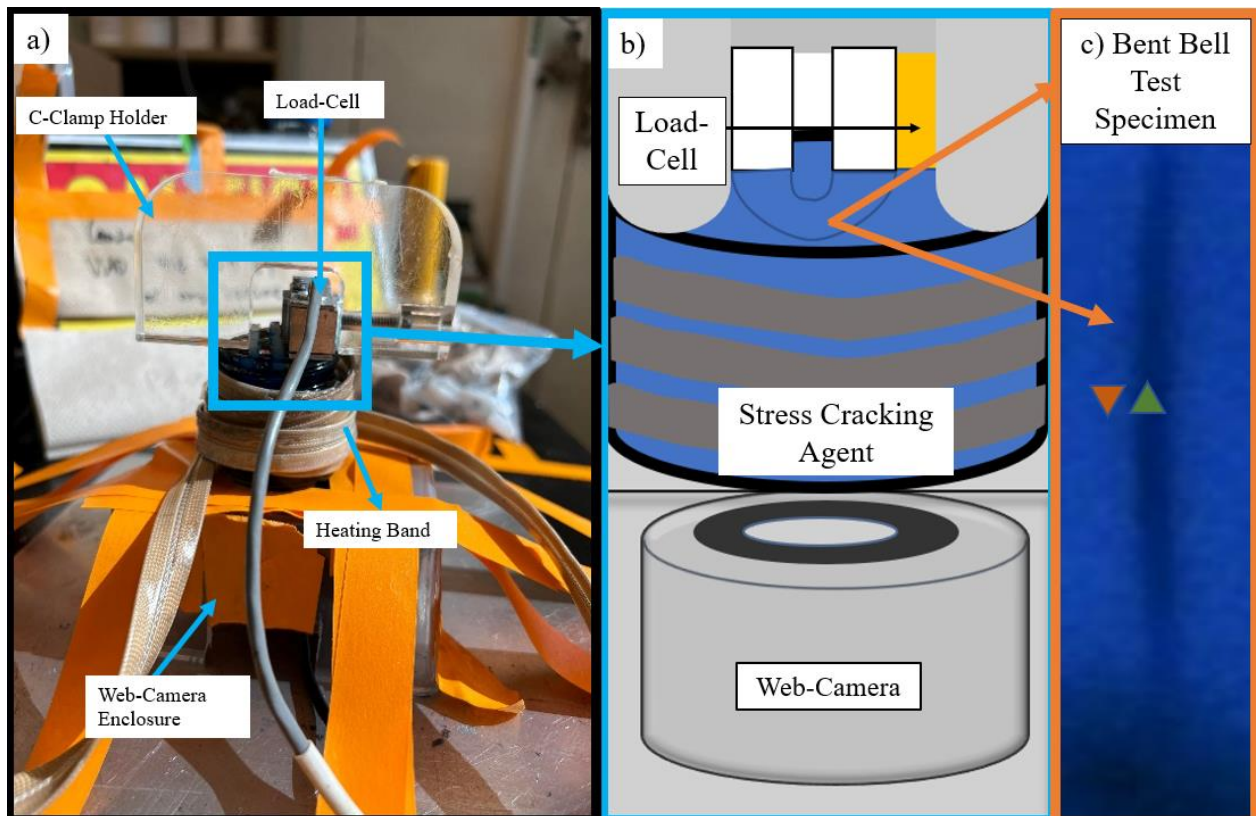 a)
Load-Cell
C-Clamp Holder
Heating Band
Web-Camera
Enclosure
b)
Load-
Cell
Stress Cracking
Agent
Web-Camera
c) Bent Bell
Test
Specimen